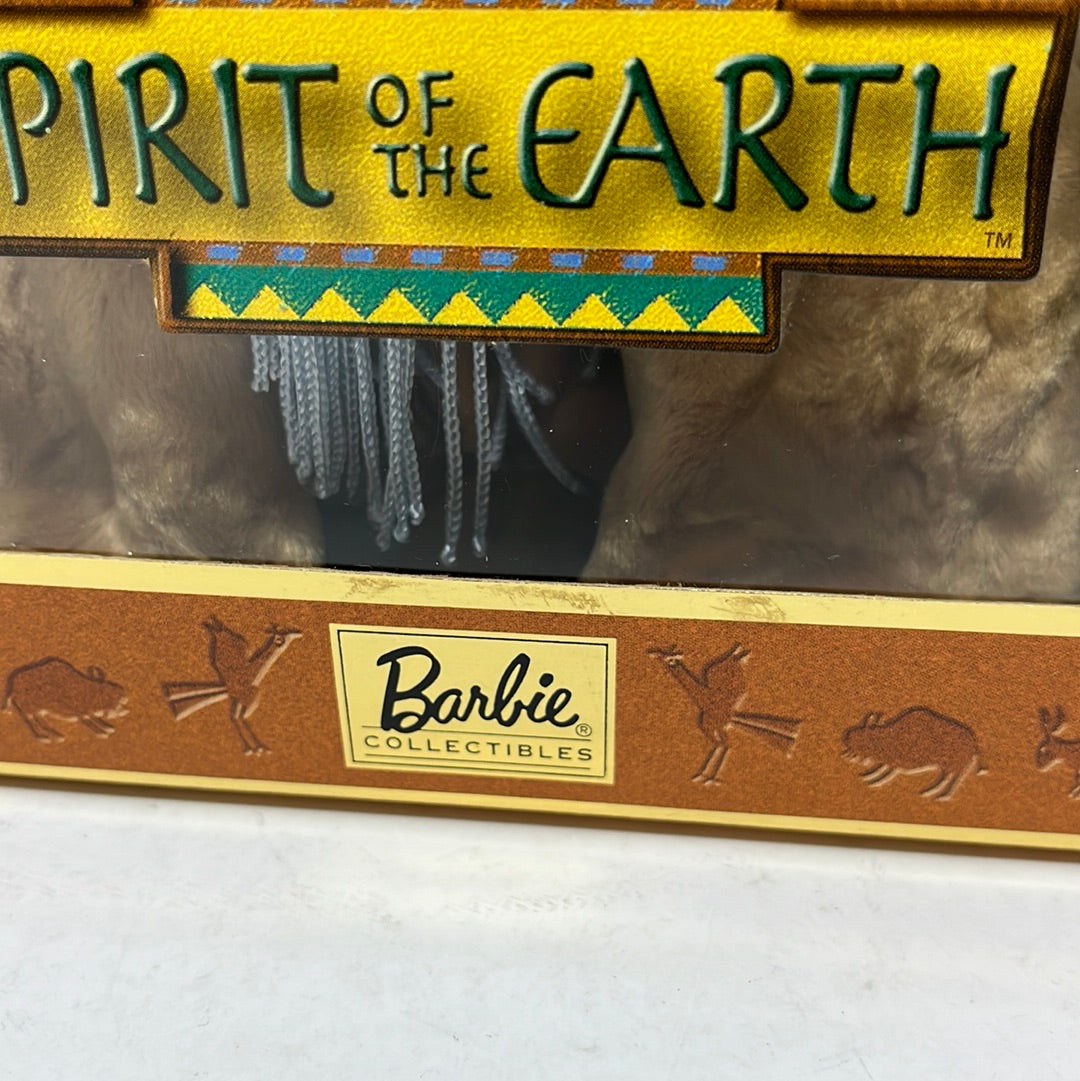 PIRIT OF THE EARTH
TM
Barbie®
COLLECTIBLES